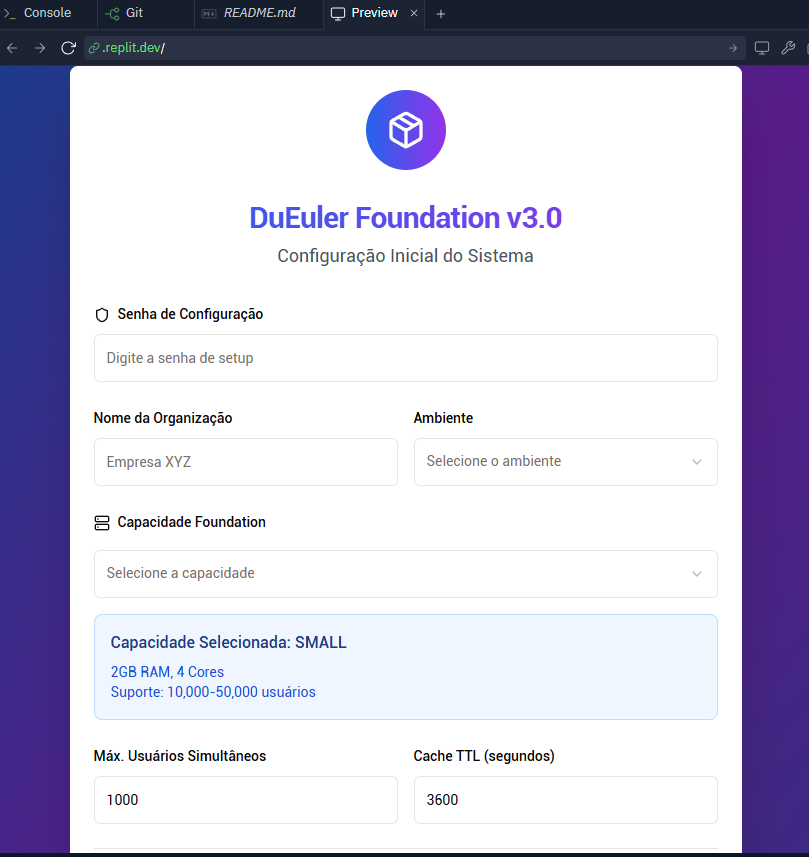 Console
Git
README.md
Preview
.replit.dev/
DuEuler Foundation v3.0
Configuração Inicial do Sistema
Senha de Configuração
Digite a senha de setup
Nome da Organização
Ambiente
Empresa XYZ
Selecione o ambiente
Capacidade Foundation
Selecione a capacidade
Capacidade Selecionada: SMALL
2GB RAM, 4 Cores
Suporte: 10,000-50,000 usuários
Máx. Usuários Simultâneos
Cache TTL (segundos)
1000
3600